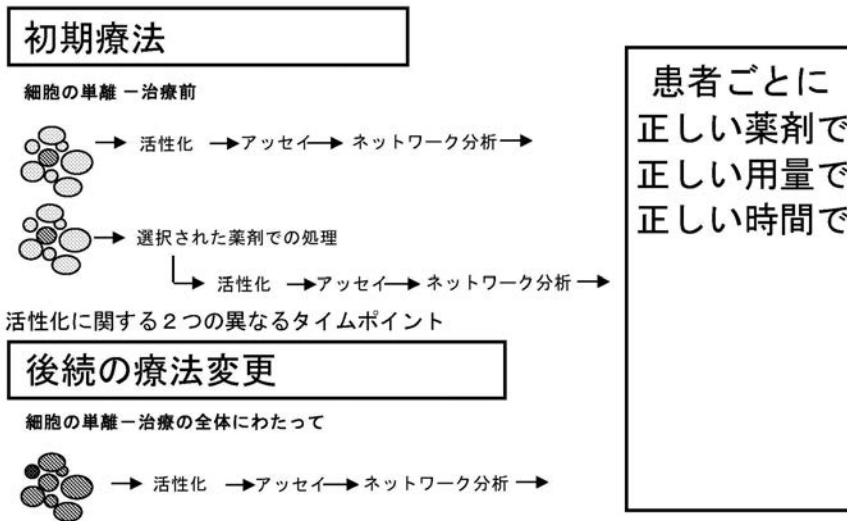 初期療法
細胞の単離 －治療前
活性化 アッセイ ネットワーク分析
選択された薬剤での処理
活性化 アッセイ ネットワーク分析
活性化に関する２つの異なるタイムポイント
後続の療法変更
細胞の単離－治療の全体にわたって
活性化 アッセイ ネットワーク分析
患者ごとに
正しい薬剤で
正しい用量で
正しい時間で